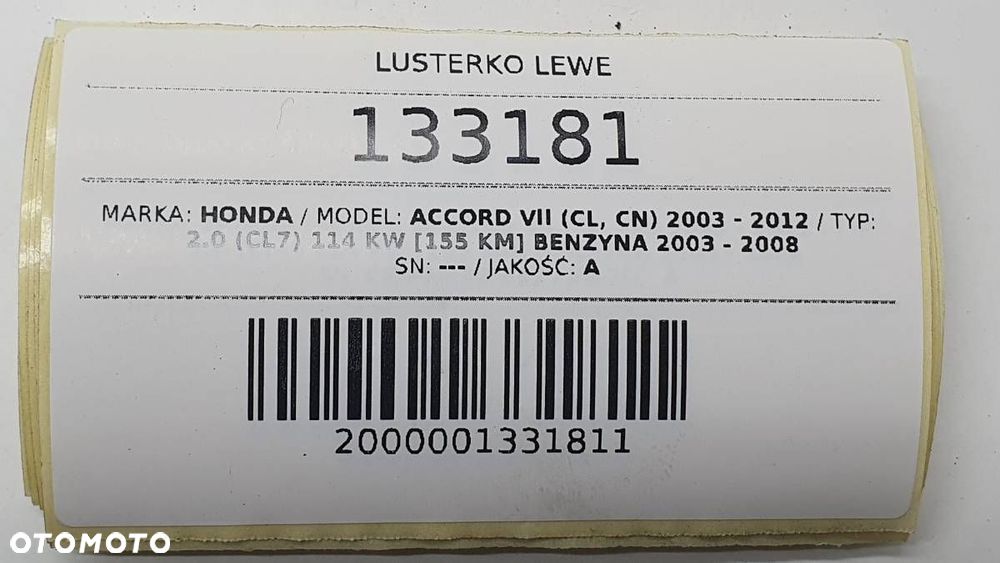 LUSTERKO LEWE
133181
MARKA: HONDA / MODEL: ACCORD VII (CL, CN) 2003 - 2012 / TYP:
2.0 (CL7) 114 KW [155 KM] BENZYNA 2003 - 2008
SN: --- / JAKOŚĆ: A
2000001331811
OTOMOTO